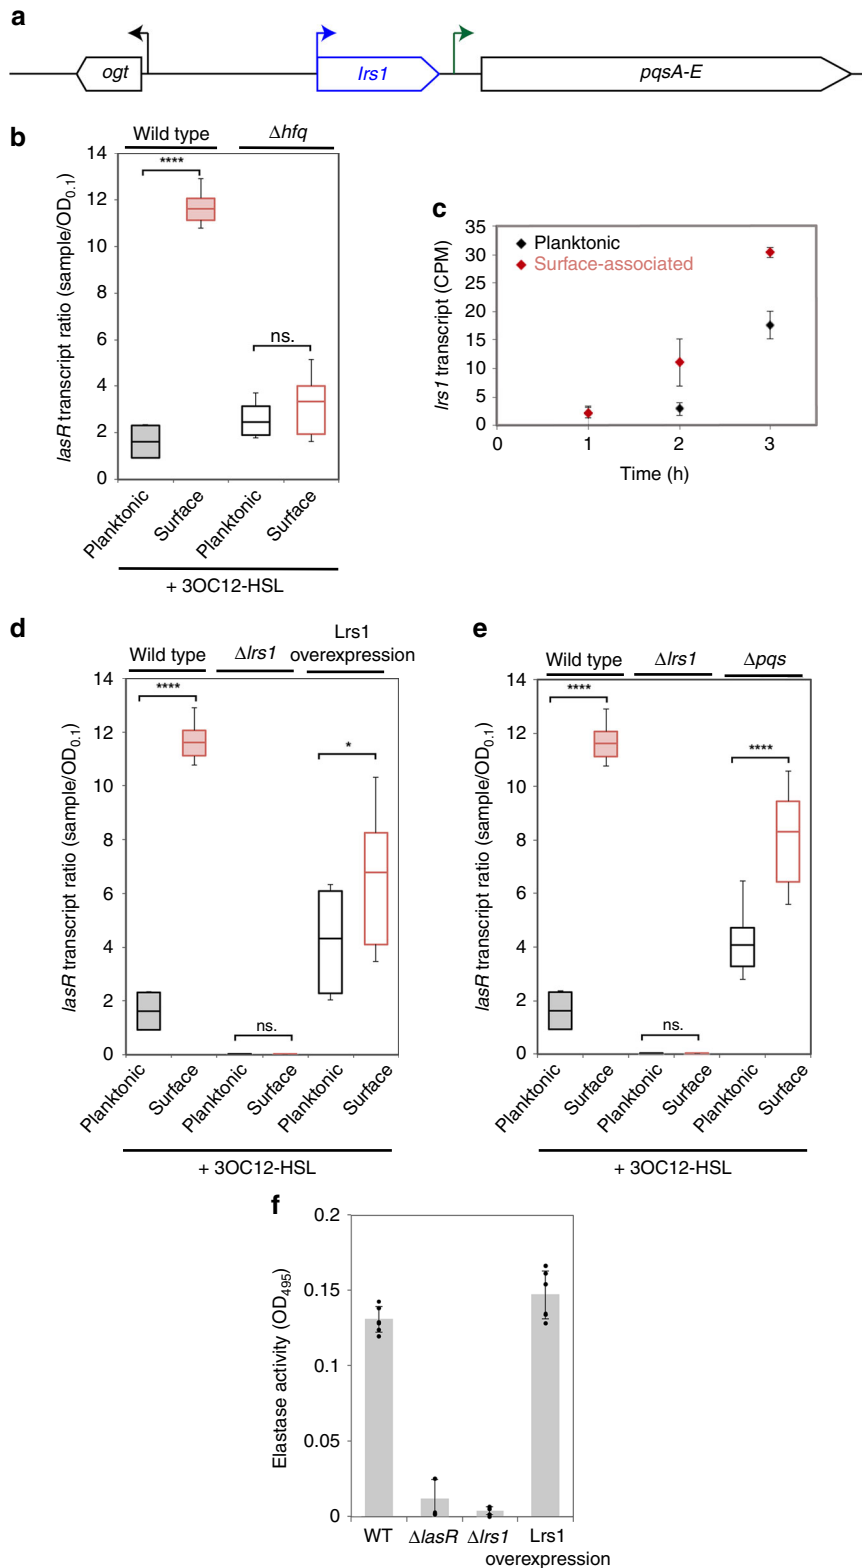 a
ogt
lrs1
pqsA-E
b
Wild type
Δhfq
****
ns.
lasR transcript ratio (sample/OD0.1)
14
12
10
8
6
4
2
0
Planktonic
Surface
Planktonic
Surface
+ 3OC12-HSL
c
lrs1 transcript (CPM)
35
30
25
20
15
10
5
0
Planktonic
Surface-associated
0
1
2
3
Time (h)
d
Wild type
Δlrs1
Lrs1
overexpression
****
ns.
*
lasR transcript ratio (sample/OD0.1)
14
12
10
8
6
4
2
0
Planktonic
Surface
Planktonic
Surface
Planktonic
Surface
+ 3OC12-HSL
e
Wild type
Δlrs1
Δpqs
****
ns.
****
lasR transcript ratio (sample/OD0.1)
14
12
10
8
6
4
2
0
Planktonic
Surface
Planktonic
Surface
Planktonic
Surface
+ 3OC12-HSL
f
Elastase activity (OD495)
0.2
0.15
0.1
0.05
0
WT
ΔlasR
Δlrs1
Lrs1
overexpression